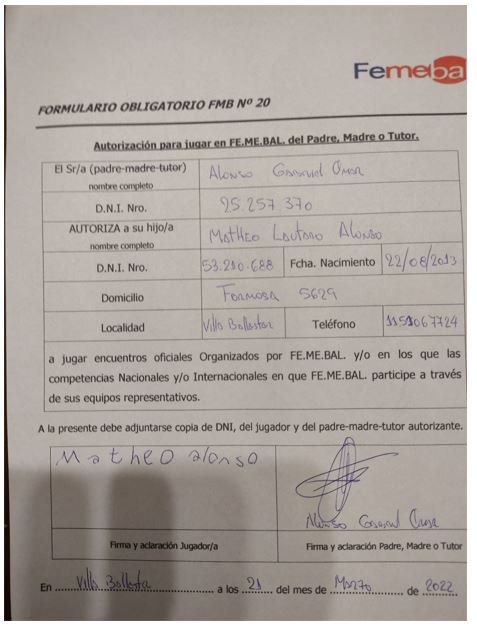 Femeba
FORMULARIO OBLIGATORIO FMB Nº 20
Autorización para jugar en FE.ME.BAL. del Padre, Madre o Tutor.
El Sr/a (padre-madre-tutor) nombre completo Alonso Omar
D.N.I. Nro. 25.257.370
AUTORIZA a su hijo/a nombre completo Matheo Lautaro Alonso
D.N.I. Nro. 53.210.688 Fcha. Nacimiento 22/08/2013
Domicilio Formosa 5629
Localidad Villa Ballester Teléfono 1151067724
a jugar encuentros oficiales Organizados por FE.ME.BAL. y/o en los que las
competencias Nacionales y/o Internacionales en que FE.ME.BAL. participe a través
de sus equipos representativos.
A la presente debe adjuntarse copia de DNI, del jugador y del padre-madre-tutor autorizante.
Matheo alonso
Alonso Omar
Firma y aclaración Jugador/a Firma y aclaración Padre, Madre o Tutor
En Villa Ballester a los 21 del mes de Marzo de 2022